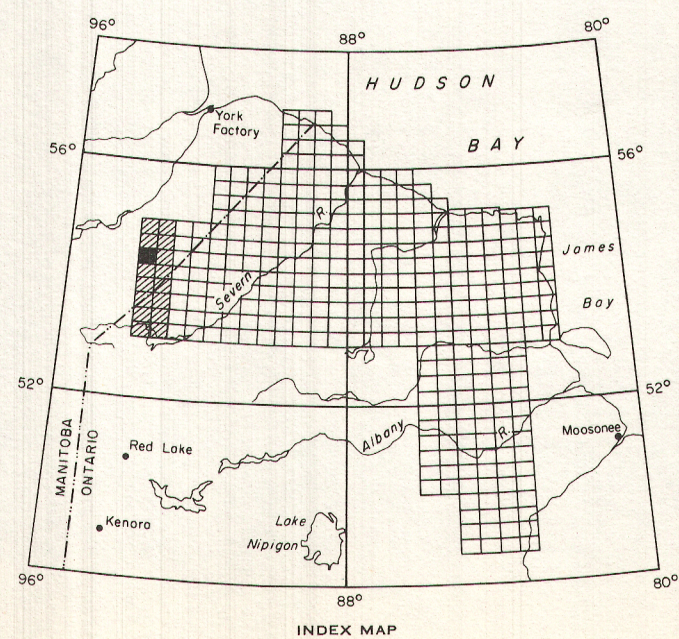 96°
88°
80°
HUDSON
BAY
York
Factory
56°
56°
James
Bay
Severn R.
52°
52°
MANITOBA
ONTARIO
Red Lake
Albany R.
Moosonee
Kenora
Lake
Nipigon
96°
88°
80°
INDEX MAP